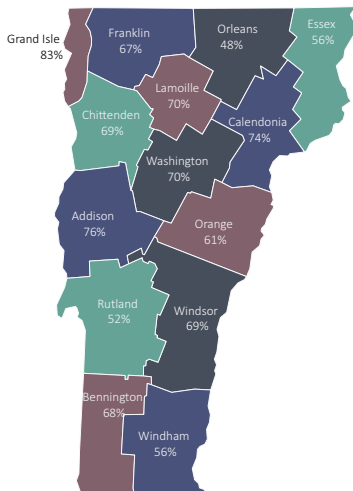 Grand Isle
83%
Franklin
67%
Orleans
48%
Essex
56%
Lamoille
70%
Chittenden
69%
Calendonia
74%
Washington
70%
Addison
76%
Orange
61%
Rutland
52%
Windsor
69%
Bennington
68%
Windham
56%